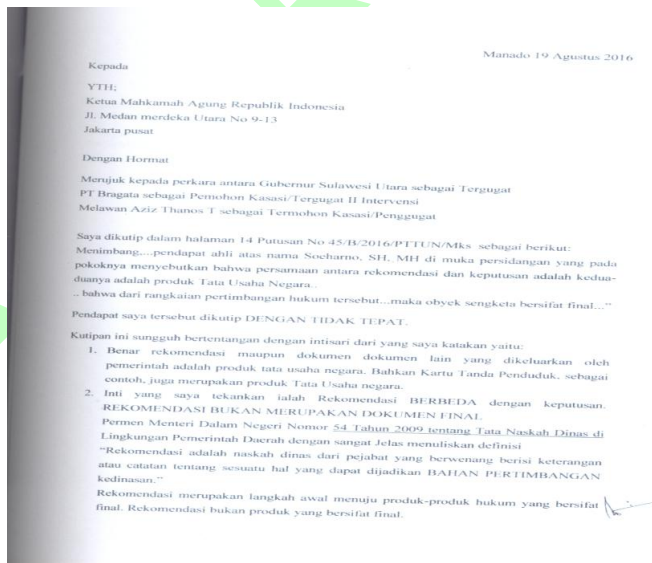 Manado 19 Agustus 2016
Kepada
YTH;
Ketua Mahkamah Agung Republik Indonesia
Jl. Medan merdeka Utara No 9-13
Jakarta pusat
Dengan Hormat
Merujuk kepada perkara antara Gubernur Sulawesi Utara sebagai Tergugat
PT Bragata sebagai Pemohon Kasasi/Tergugat II Intervensi
Melawan Aziz Thanos T sebagai Termohon Kasasi/Penggugat
Saya dikutip dalam halaman 14 Putusan No 45/B/2016/PTTUN/Mks sebagai berikut:
Menimbang,...pendapat ahli atas nama Soeharno, SH, MH di muka persidangan yang pada
pokoknya menyebutkan bahwa persamaan antara rekomendasi dan keputusan adalah kedua-
duanya adalah produk Tata Usaha Negara..
.. bahwa dari rangkaian pertimbangan hukum tersebut...maka obyek sengketa bersifat final..."
Pendapat saya tersebut dikutip DENGAN TIDAK TEPAT.
Kutipan ini sungguh bertentangan dengan intisari dari yang saya katakan yaitu:
1. Benar rekomendasi maupun dokumen dokumen lain yang dikeluarkan oleh
pemerintah adalah produk tata usaha negara. Bahkan Kartu Tanda Penduduk, sebagai
contoh, juga merupakan produk Tata Usaha negara.
2. Inti yang saya tekankan ialah Rekomendasi BERBEDA dengan keputusan.
REKOMENDASI BUKAN MERUPAKAN DOKUMEN FINAL
Permen Menteri Dalam Negeri Nomor 54 Tahun 2009 tentang Tata Naskah Dinas di
Lingkungan Pemerintah Daerah dengan sangat Jelas menuliskan definisi
"Rekomendasi adalah naskah dinas dari pejabat yang berwenang berisi keterangan
atau catatan tentang sesuatu hal yang dapat dijadikan BAHAN PERTIMBANGAN
kedinasan."
Rekomendasi merupakan langkah awal menuju produk-produk hukum yang bersifat
final. Rekomendasi bukan produk yang bersifat final.